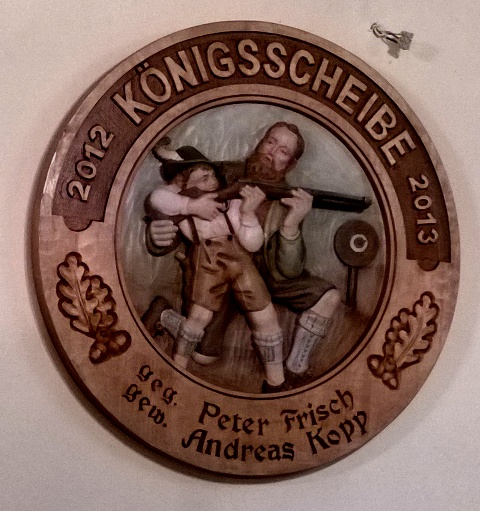 2012 KÖNIGSSCHEIBE 2013
geg. Peter Frisch
gew. Andreas Kopp